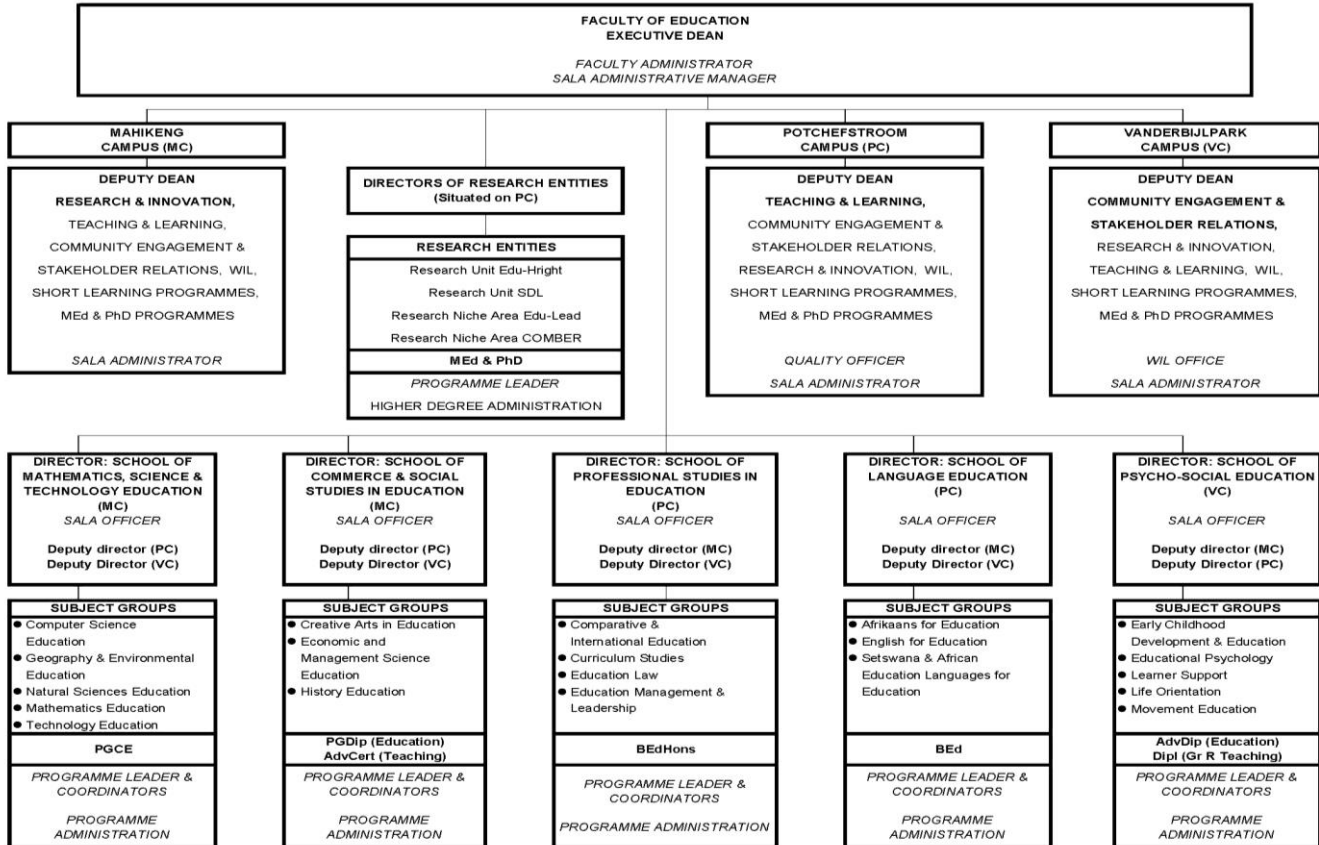 FACULTY OF EDUCATION
EXECUTIVE DEAN
FACULTY ADMINISTRATOR
SALA ADMINISTRATIVE MANAGER
MAHIKENG
CAMPUS (MC)
DEPUTY DEAN
RESEARCH & INNOVATION,
TEACHING & LEARNING,
COMMUNITY ENGAGEMENT &
STAKEHOLDER RELATIONS, WIL,
SHORT LEARNING PROGRAMMES,
MEd & PhD PROGRAMMES
SALA ADMINISTRATOR
DIRECTORS OF RESEARCH ENTITIES
(Situated on PC)
RESEARCH ENTITIES
Research Unit Edu-Hright
Research Unit SDL
Research Niche Area Edu-Lead
Research Niche Area COMBER
MEd & PhD
PROGRAMME LEADER
HIGHER DEGREE ADMINISTRATION
POTCHEFSTROOM
CAMPUS (PC)
DEPUTY DEAN
TEACHING & LEARNING,
COMMUNITY ENGAGEMENT &
STAKEHOLDER RELATIONS,
RESEARCH & INNOVATION, WIL,
SHORT LEARNING PROGRAMMES,
MEd & PhD PROGRAMMES
QUALITY OFFICER
SALA ADMINISTRATOR
VANDERBIJLPARK
CAMPUS (VC)
DEPUTY DEAN
COMMUNITY ENGAGEMENT &
STAKEHOLDER RELATIONS,
RESEARCH & INNOVATION,
TEACHING & LEARNING, WIL,
SHORT LEARNING PROGRAMMES,
MEd & PhD PROGRAMMES
WIL OFFICE
SALA ADMINISTRATOR
DIRECTOR: SCHOOL OF
MATHEMATICS, SCIENCE &
TECHNOLOGY EDUCATION
(MC)
SALA OFFICER
Deputy director (PC)
Deputy Director (VC)
SUBJECT GROUPS
● Computer Science
Education
● Geography & Environmental
Education
● Natural Sciences Education
● Mathematics Education
● Technology Education
PGCE
PROGRAMME LEADER &
COORDINATORS
PROGRAMME
ADMINISTRATION
DIRECTOR: SCHOOL OF
COMMERCE & SOCIAL
STUDIES IN EDUCATION
(MC)
SALA OFFICER
Deputy director (PC)
Deputy Director (VC)
SUBJECT GROUPS
● Creative Arts in Education
● Economic and
Management Science
Education
● History Education
PGDip (Education)
AdvCert (Teaching)
PROGRAMME LEADER &
COORDINATORS
PROGRAMME
ADMINISTRATION
DIRECTOR: SCHOOL OF
PROFESSIONAL STUDIES IN
EDUCATION
(PC)
SALA OFFICER
Deputy director (MC)
Deputy Director (VC)
SUBJECT GROUPS
● Comparative &
International Education
● Curriculum Studies
● Education Law
● Education Management &
Leadership
BEdHons
PROGRAMME LEADER &
COORDINATORS
PROGRAMME ADMINISTRATION
DIRECTOR: SCHOOL OF
LANGUAGE EDUCATION
(PC)
SALA OFFICER
Deputy director (MC)
Deputy Director (VC)
SUBJECT GROUPS
● Afrikaans for Education
● English for Education
● Setswana & African
Education Languages for
Education
BEd
PROGRAMME LEADER &
COORDINATORS
PROGRAMME
ADMINISTRATION
DIRECTOR: SCHOOL OF
PSYCHO-SOCIAL EDUCATION
(VC)
SALA OFFICER
Deputy director (MC)
Deputy Director (PC)
SUBJECT GROUPS
● Early Childhood
Development & Education
● Educational Psychology
● Learner Support
● Life Orientation
● Movement Education
AdvDip (Education)
Dipl (Gr R Teaching)
PROGRAMME LEADER &
COORDINATORS
PROGRAMME
ADMINISTRATION